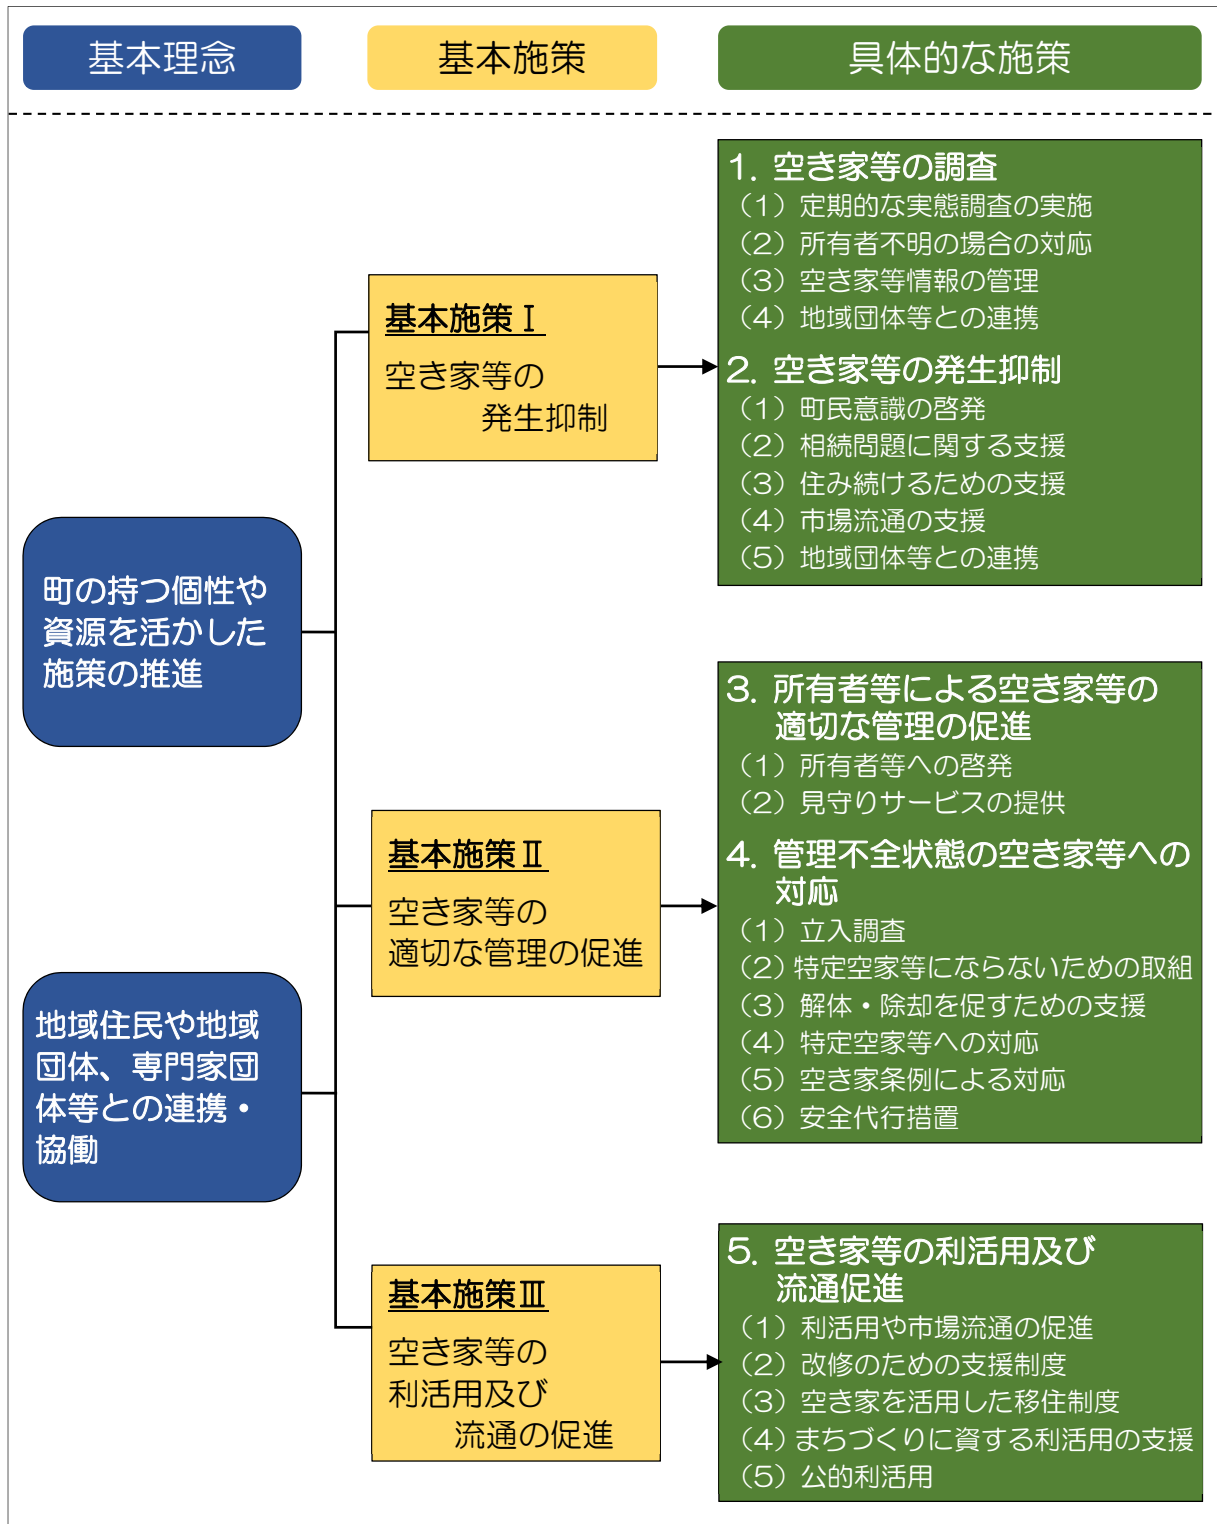 基本理念
基本施策
具体的な施策
町の持つ個性や
資源を活かした
施策の推進
地域住民や地域
団体、専門家団
体等との連携・
協働
基本施策Ⅰ
空き家等の
発生抑制
1. 空き家等の調査
（1）定期的な実態調査の実施
（2）所有者不明の場合の対応
（3）空き家等情報の管理
（4）地域団体等との連携
2. 空き家等の発生抑制
（1）町民意識の啓発
（2）相続問題に関する支援
（3）住み続けるための支援
（4）市場流通の支援
（5）地域団体等との連携
基本施策Ⅱ
空き家等の
適切な管理の促進
3. 所有者等による空き家等の
適切な管理の促進
（1）所有者等への啓発
（2）見守りサービスの提供
4. 管理不全状態の空き家等への
対応
（1）立入調査
（2）特定空家等にならないための取組
（3）解体・除却を促すための支援
（4）特定空家等への対応
（5）空き家条例による対応
（6）安全代行措置
基本施策Ⅲ
空き家等の
利活用及び
流通の促進
5. 空き家等の利活用及び
流通促進
（1）利活用や市場流通の促進
（2）改修のための支援制度
（3）空き家を活用した移住制度
（4）まちづくりに資する利活用の支援
（5）公的利活用